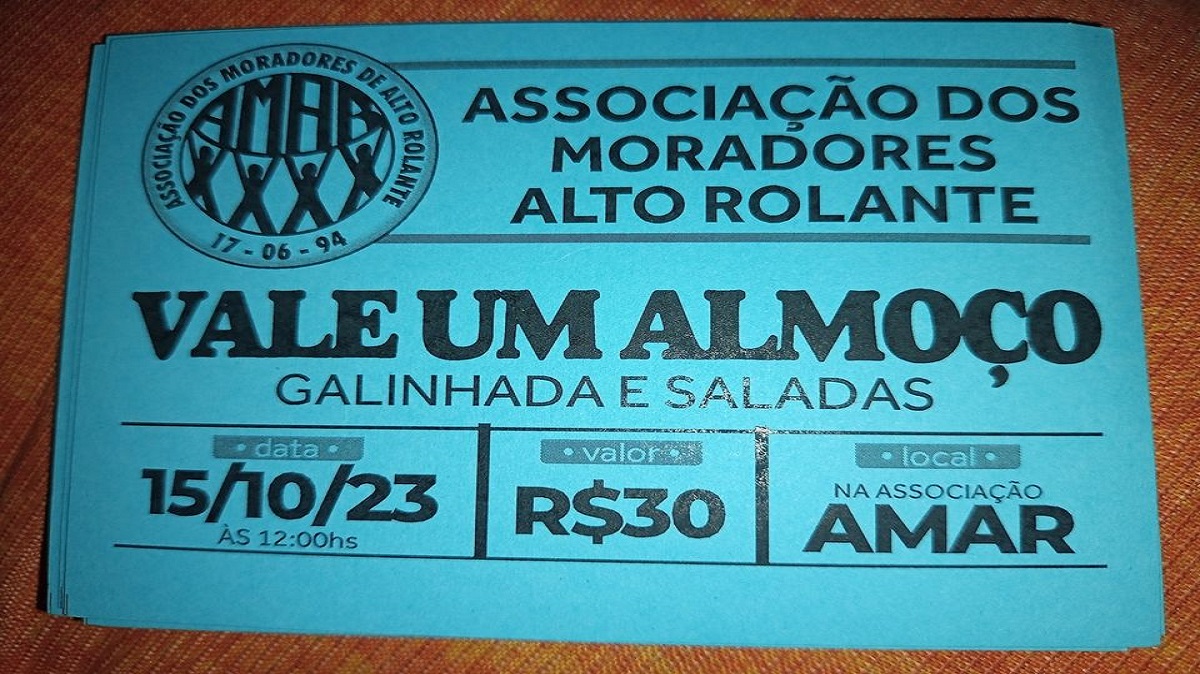 ASSOCIAÇÃO DOS MORADORES DE ALTO ROLANTE
AMAR
17 - 06 - 94
ASSOCIAÇÃO DOS
MORADORES
ALTO ROLANTE
VALE UM ALMOÇO
GALINHADA E SALADAS
• data •
15/10/23
ÀS 12:00hs
• valor •
R$30
• local •
NA ASSOCIAÇÃO
AMAR